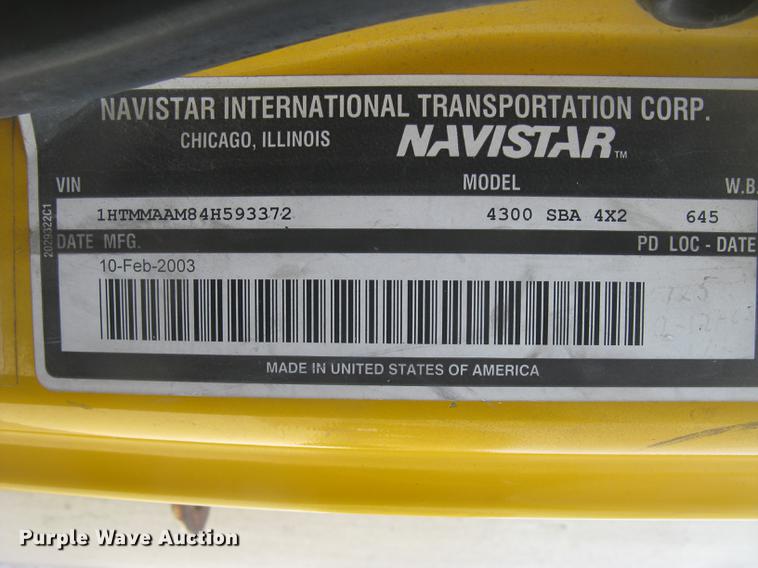 NAVISTAR INTERNATIONAL TRANSPORTATION CORP.
CHICAGO, ILLINOIS NAVISTAR TM
VIN MODEL W.B.
1HTMMAAM84H593372 4300 SBA 4X2 645
2029322C1
DATE MFG. PD LOC - DATE
10-Feb-2003
MADE IN UNITED STATES OF AMERICA
Purple Wave Auction